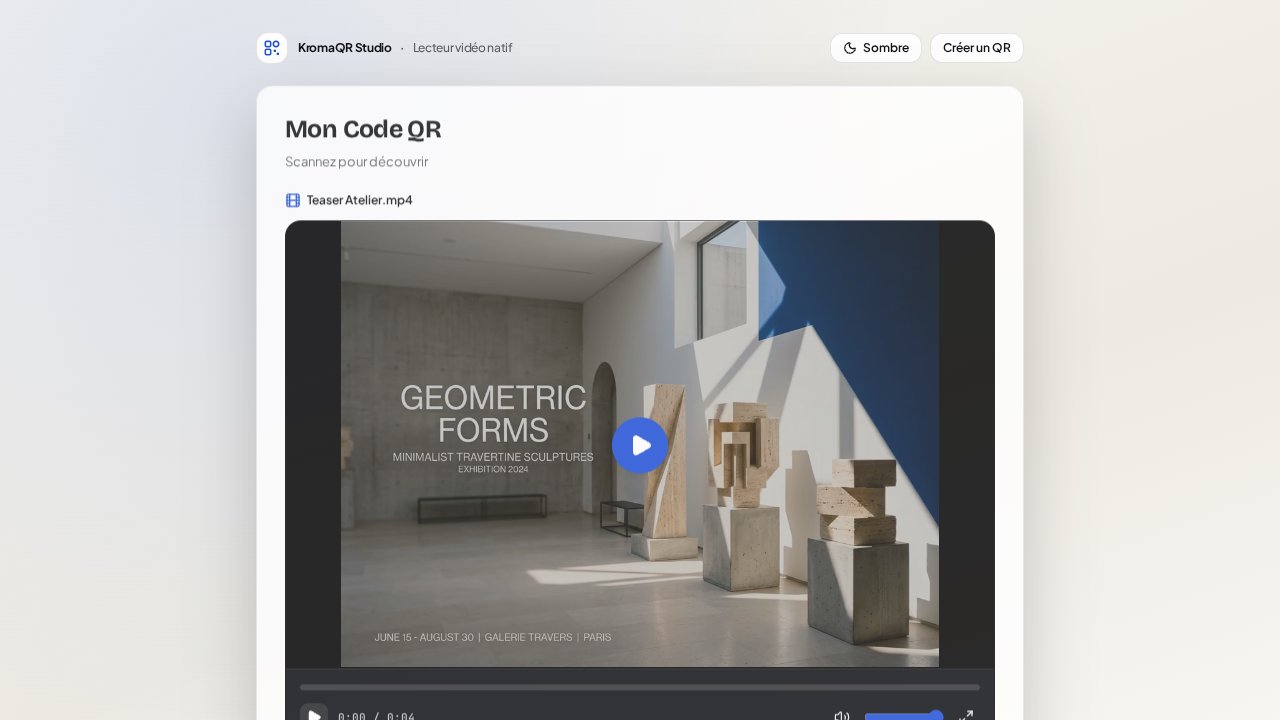 KromaQR Studio · Lecteur vidéo natif
Sombre
Créer un QR
Mon Code QR
Scannez pour découvrir
Teaser Atelier.mp4
GEOMETRIC
FORMS
MINIMALIST TRAVERTINE SCULPTURES
EXHIBITION 2024
JUNE 15 - AUGUST 30 | GALERIE TRAVERS | PARIS
0:00 / 0:04